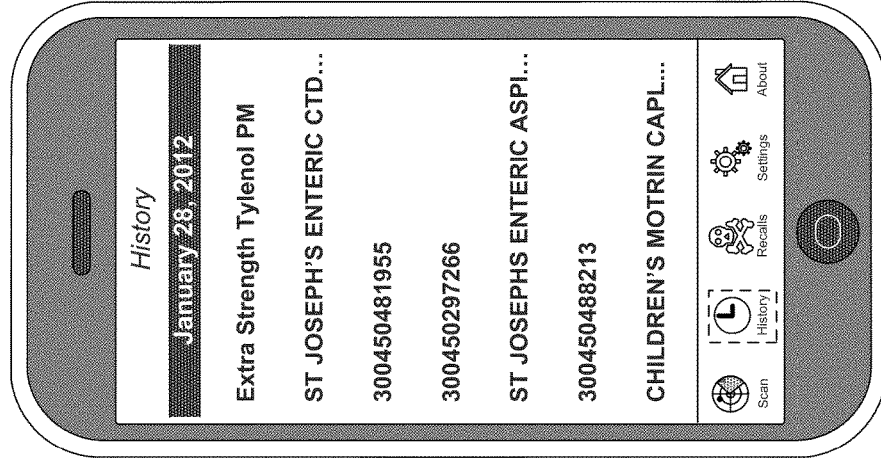 History
January 28, 2012
Extra Strength Tylenol PM
ST JOSEPH'S ENTERIC CTD...
300450481955
300450297266
ST JOSEPHS ENTERIC ASPI...
300450488213
CHILDREN'S MOTRIN CAPL...
Scan
History
Recalls
Settings
About